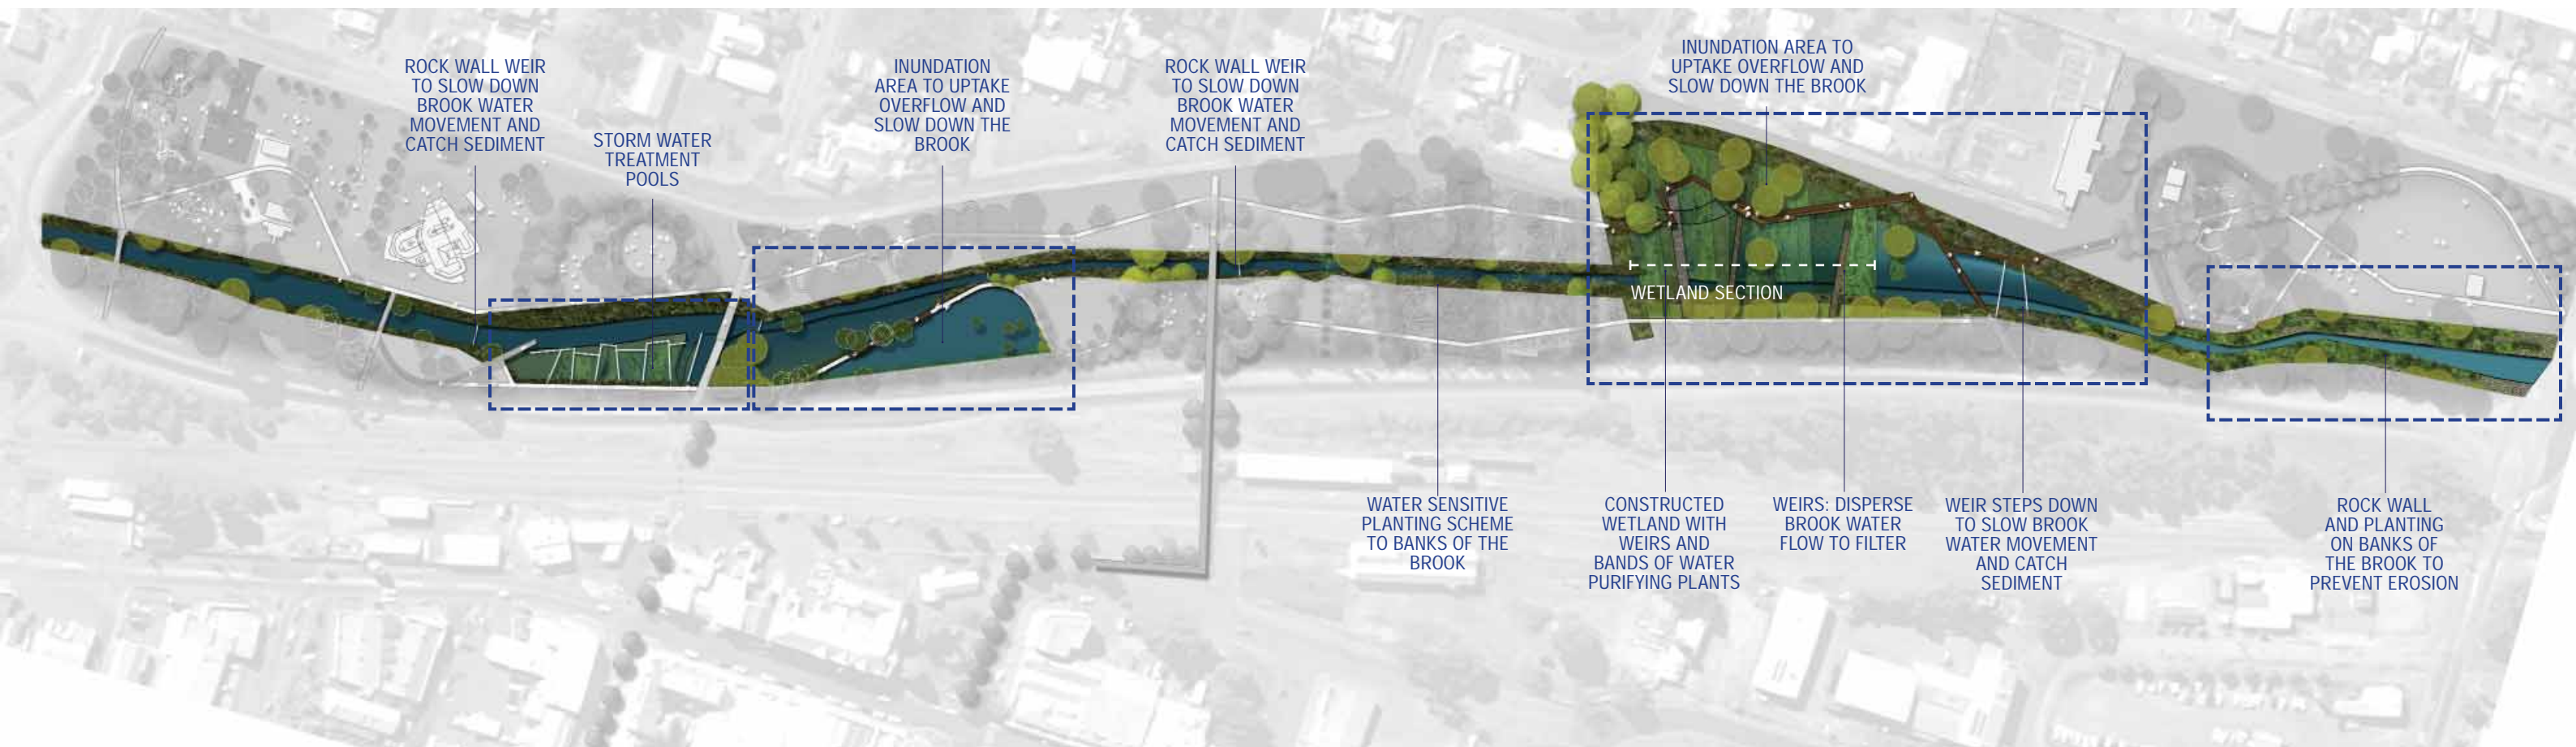 ROCK WALL WEIR
TO SLOW DOWN
BROOK WATER
MOVEMENT AND
CATCH SEDIMENT
STORM WATER
TREATMENT
POOLS
INUNDATION
AREA TO UPTAKE
OVERFLOW AND
SLOW DOWN THE
BROOK
ROCK WALL WEIR
TO SLOW DOWN
BROOK WATER
MOVEMENT AND
CATCH SEDIMENT
INUNDATION AREA TO
UPTAKE OVERFLOW AND
SLOW DOWN THE BROOK
WETLAND SECTION
WATER SENSITIVE
PLANTING SCHEME
TO BANKS OF THE
BROOK
CONSTRUCTED
WETLAND WITH
WEIRS AND
BANDS OF WATER
PURIFYING PLANTS
WEIRS: DISPERSE
BROOK WATER
FLOW TO FILTER
WEIR STEPS DOWN
TO SLOW BROOK
WATER MOVEMENT
AND CATCH
SEDIMENT
ROCK WALL
AND PLANTING
ON BANKS OF
THE BROOK TO
PREVENT EROSION